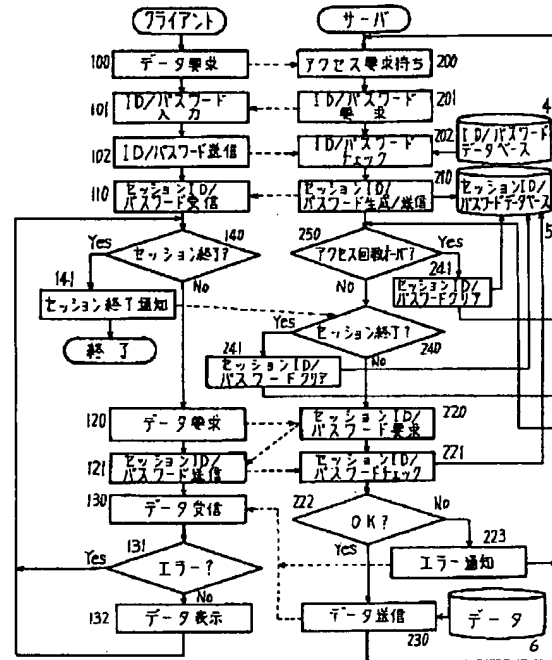 クライアント
サーバ
100
データ要求
アクセス要求持ち
200
101
ID/パスワード
入力
ID/パスワード
要求
201
4
102
ID/パスワード送信
ID/パスワード
チェック
202
ID/パスワード
データベース
110
セッションID/
パスワード受信
セッションID/
パスワード生成/送信
210
セッションID/
パスワードデータベース
5
140
セッション終了?
Yes
No
250
アクセス回数オーバ?
Yes
No
141
セッション終了通知
241
セッションID/
パスワードクリア
終了
セッション終了?
Yes
240
No
241
セッションID/
パスワードクリア
120
データ要求
セッションID/
パスワード要求
220
121
セッションID/
パスワード送信
セッションID/
パスワードチェック
221
130
データ受信
222
OK?
No
Yes
223
エラー通知
131
エラー?
Yes
No
132
データ表示
データ送信
230
データ
6